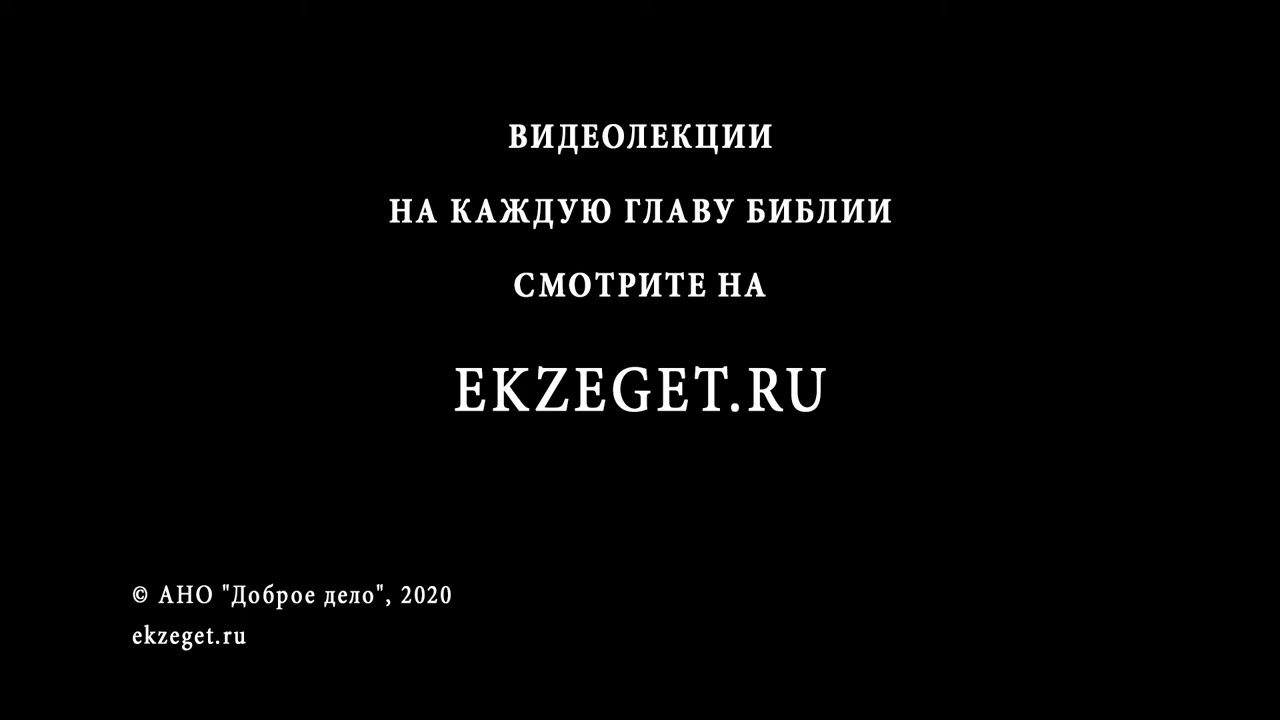 ВИДЕОЛЕКЦИИ
НА КАЖДУЮ ГЛАВУ БИБЛИИ
СМОТРИТЕ НА
EKZEGET.RU
© АНО "Доброе дело", 2020
ekzeget.ru